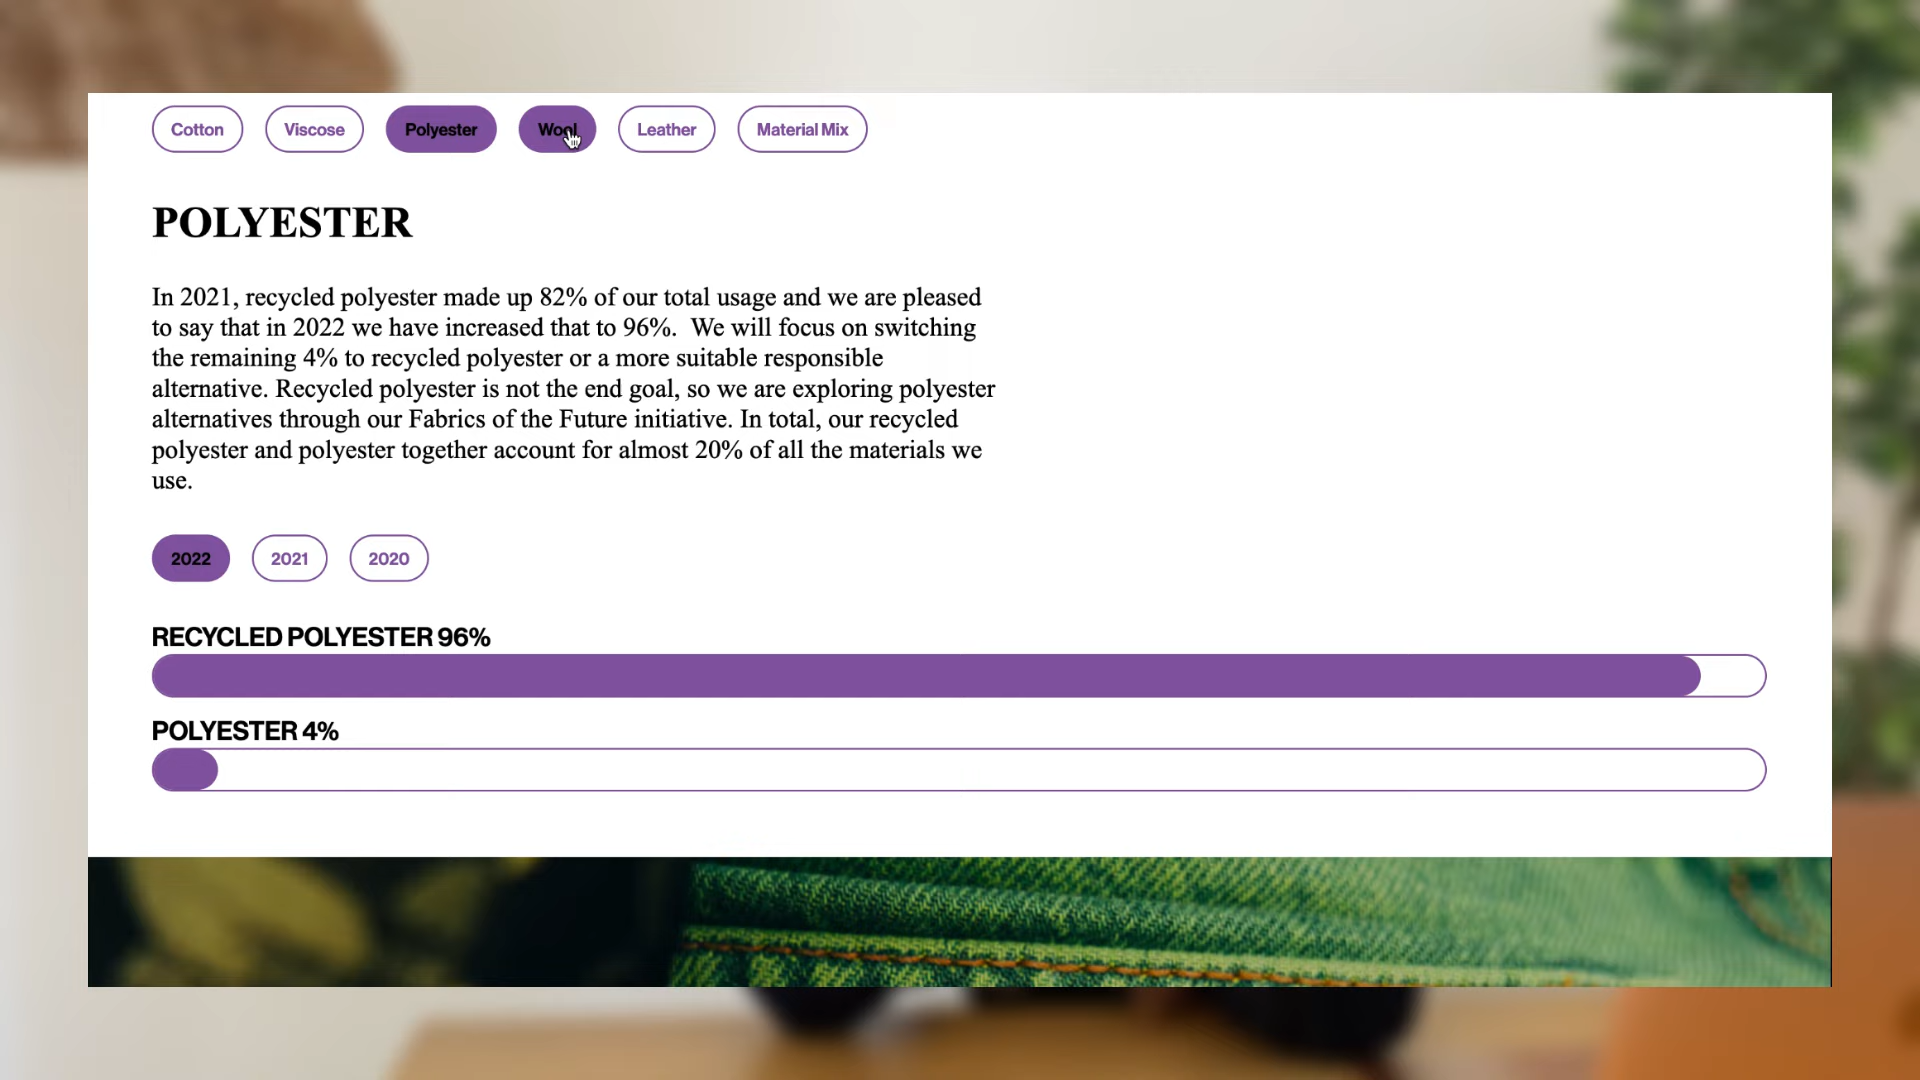 Cotton Viscose Polyester Wool Leather Material Mix
POLYESTER
In 2021, recycled polyester made up 82% of our total usage and we are pleased
to say that in 2022 we have increased that to 96%.  We will focus on switching
the remaining 4% to recycled polyester or a more suitable responsible
alternative. Recycled polyester is not the end goal, so we are exploring polyester
alternatives through our Fabrics of the Future initiative. In total, our recycled
polyester and polyester together account for almost 20% of all the materials we
use.
2022 2021 2020
RECYCLED POLYESTER 96%
POLYESTER 4%